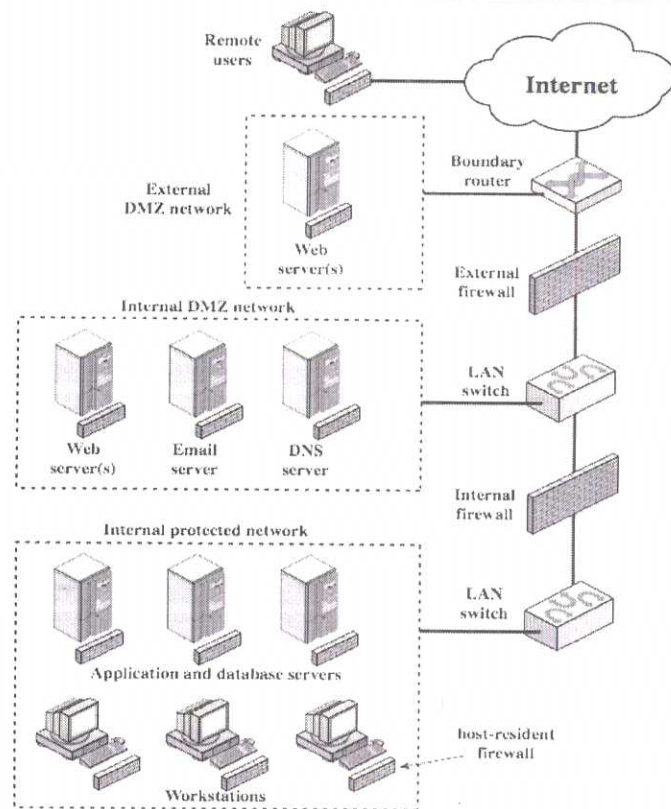 Remote
users
Internet
Boundary
router
External
DMZ network
Web
server(s)
External
firewall
Internal DMZ network
LAN
switch
Web
server(s)
Email
server
DNS
server
Internal
firewall
Internal protected network
LAN
switch
Application and database servers
host-resident
firewall
Workstations